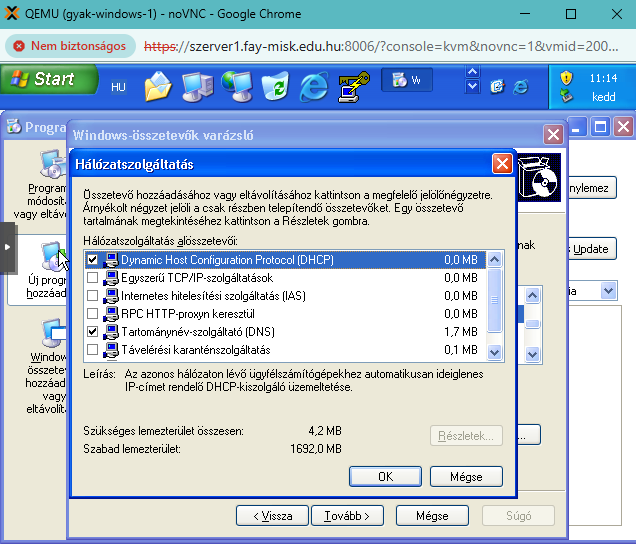 QEMU (gyak-windows-1) - noVNC - Google Chrome
Nem biztonságos
https://szerver1.fay-misk.edu.hu:8006/?console=kvm&novnc=1&vmid=200...
Start
HU
W
11:14
kedd
Progra
Windows-összetevők varázsló
Hálózatszolgáltatás
Összetevő hozzáadásához vagy eltávolításához kattintson a megfelelő jelölőnégyzetre.
Árnyékolt négyzet jelöli a csak részben telepítendő összetevőket. Egy összetevő
tartalmának megtekintéséhez kattintson a Részletek gombra.
Hálózatszolgáltatás alösszetevői:
Dynamic Host Configuration Protocol (DHCP) 0,0 MB
Egyszerű TCP/IP-szolgáltatások 0,0 MB
Internetes hitelesítési szolgáltatás (IAS) 0,0 MB
RPC HTTP-proxyn keresztül 0,0 MB
Tartománynév-szolgáltató (DNS) 1,7 MB
Távelérési karanténszolgáltatás 0,1 MB
Leírás: Az azonos hálózaton lévő ügyfélszámítógépekhez automatikusan ideiglenes
IP-címet rendelő DHCP-kiszolgáló üzemeltetése.
Szükséges lemezterület összesen: 4,2 MB
Szabad lemezterület: 1692,0 MB
Részletek...
OK
Mégse
< Vissza
Tovább >
Mégse
Súgó
Program
módosít
vagy eltávo
Új progr
hozzáad
Window
összetev
hozzáad
vagy
eltávolít
nylemez
nak
s Update
ia
...